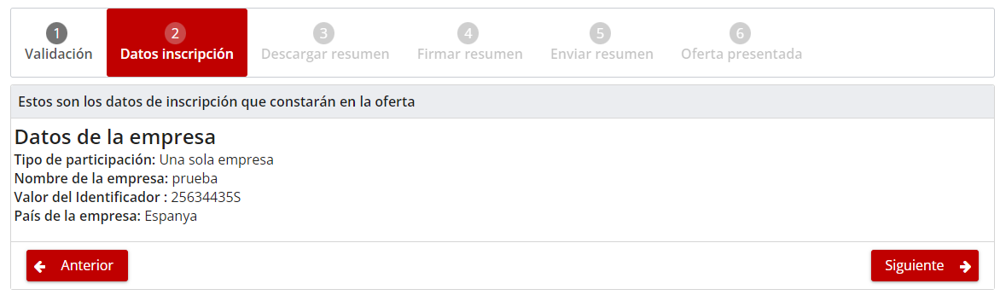 1 2 3 4 5 6
Validación Datos inscripción Descargar resumen Firmar resumen Enviar resumen Oferta presentada
Estos son los datos de inscripción que constarán en la oferta
Datos de la empresa
Tipo de participación: Una sola empresa
Nombre de la empresa: prueba
Valor del Identificador : 25634435S
País de la empresa: Espanya
Anterior Siguiente